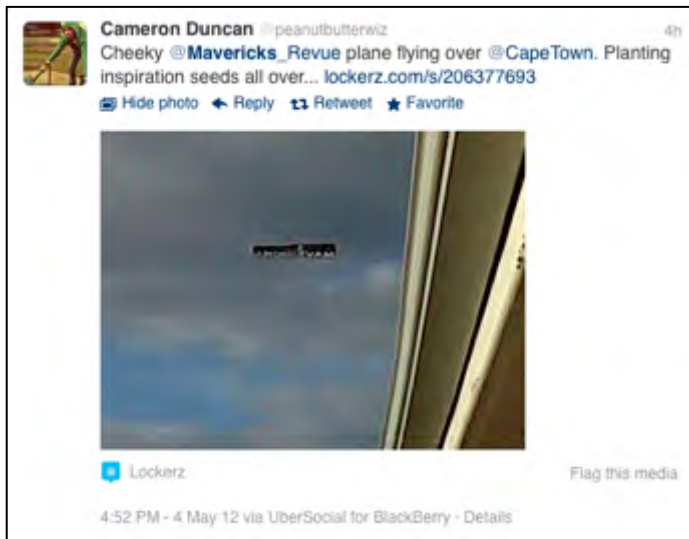 Cameron Duncan @peanutbutterwiz 4h
Cheeky @Mavericks_Revue plane flying over @CapeTown. Planting
inspiration seeds all over... lockerz.com/s/206377693
Hide photo Reply Retweet Favorite
Lockerz Flag this media
4:52 PM - 4 May 12 via UberSocial for BlackBerry · Details